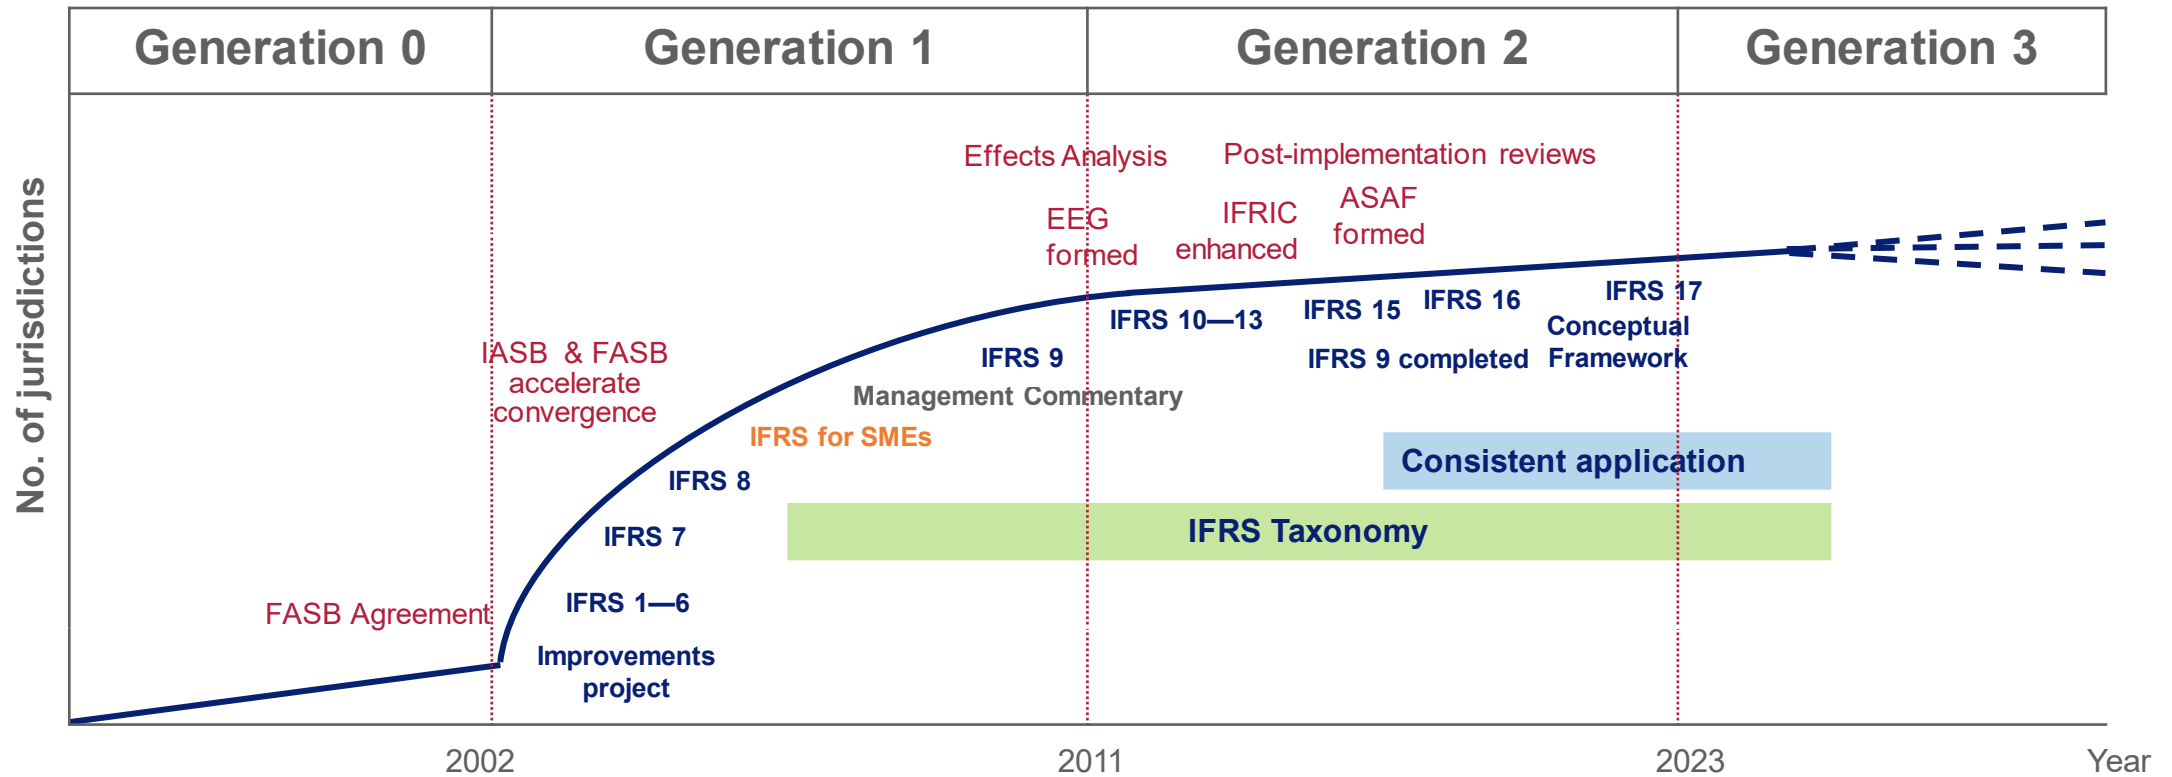 Generation 0
Generation 1
Generation 2
Generation 3
No. of jurisdictions
Effects Analysis
Post-implementation reviews
EEG
formed
IFRIC
enhanced
ASAF
formed
IASB & FASB
accelerate
convergence
FASB Agreement
IFRS 17
Conceptual
Framework
IFRS 16
IFRS 15
IFRS 10—13
IFRS 9 completed
IFRS 9
Management Commentary
IFRS for SMEs
IFRS 8
IFRS 7
IFRS 1—6
Improvements
project
Consistent application
IFRS Taxonomy
2002
2011
2023
Year